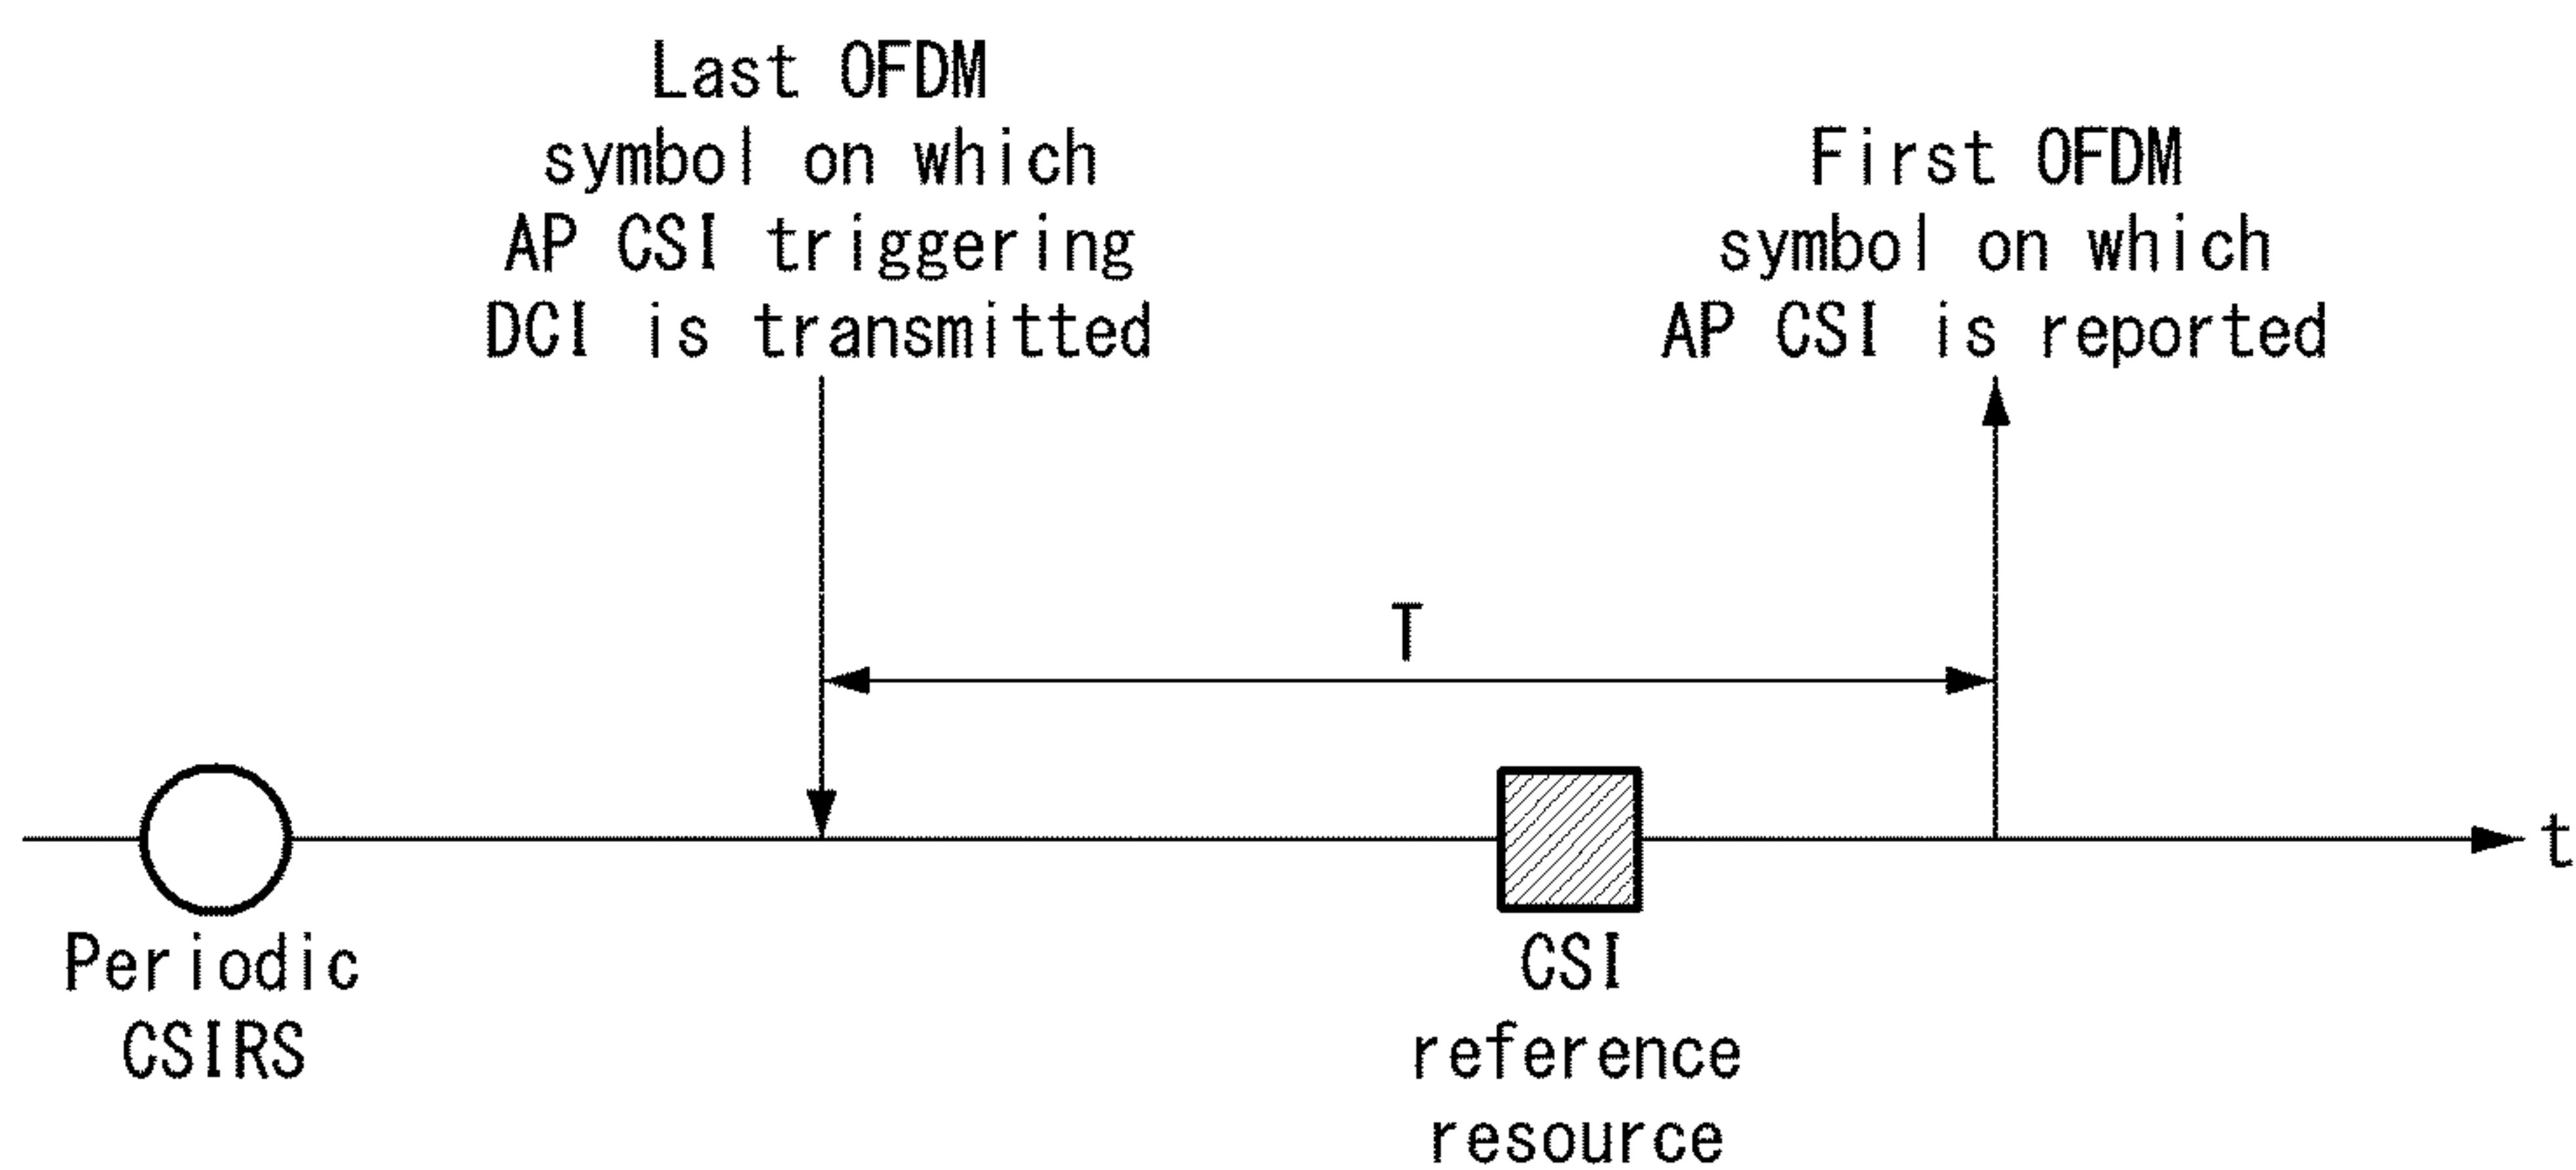 Last OFDM
symbol on which
AP CSI triggering
DCI is transmitted
First OFDM
symbol on which
AP CSI is reported
T
t
Periodic
CSIRS
CSI
reference
resource